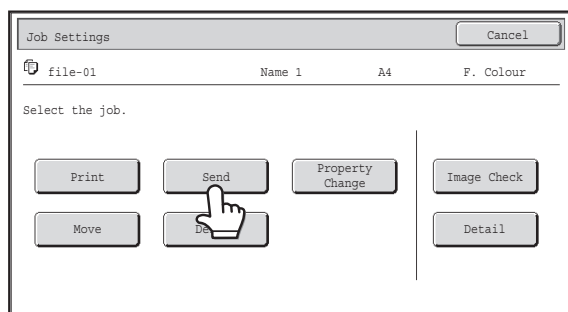 Job Settings Cancel
file-01 Name 1 A4 F. Colour
Select the job.
Print Send Property Change Image Check
Move Detail